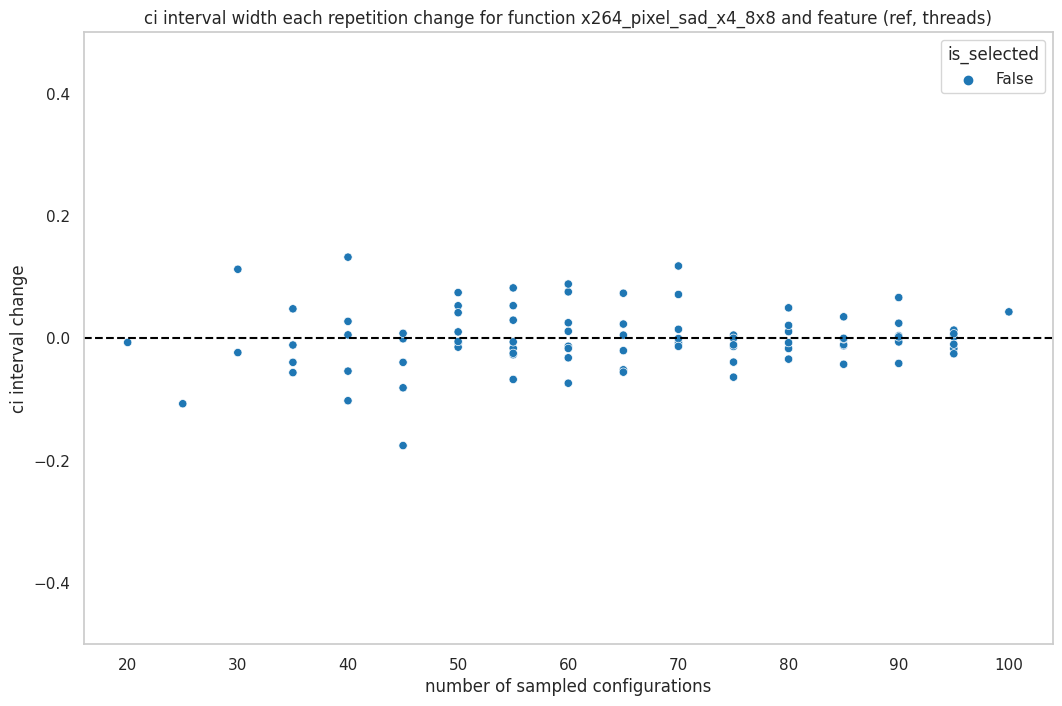 ci interval width each repetition change for function x264_pixel_sad_x4_8x8 and feature (ref, threads)
is_selected
False
ci interval change
0.4
0.2
0.0
−0.2
−0.4
20 30 40 50 60 70 80 90 100
number of sampled configurations